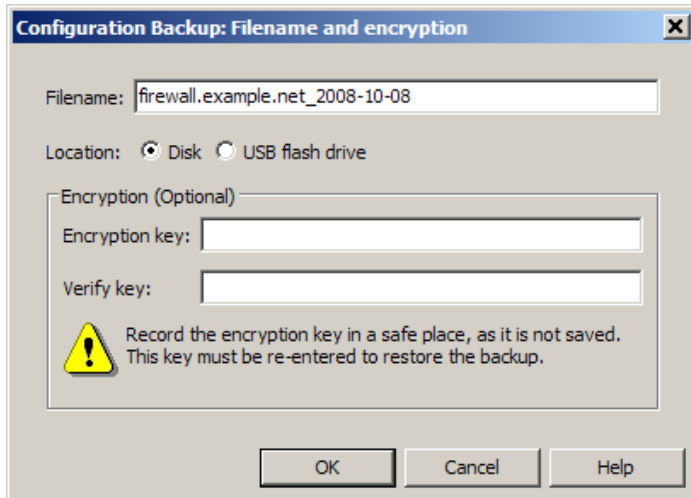 Configuration Backup: Filename and encryption
Filename: firewall.example.net_2008-10-08
Location: Disk USB flash drive
Encryption (Optional)
Encryption key:
Verify key:
Record the encryption key in a safe place, as it is not saved.
This key must be re-entered to restore the backup.
OK Cancel Help